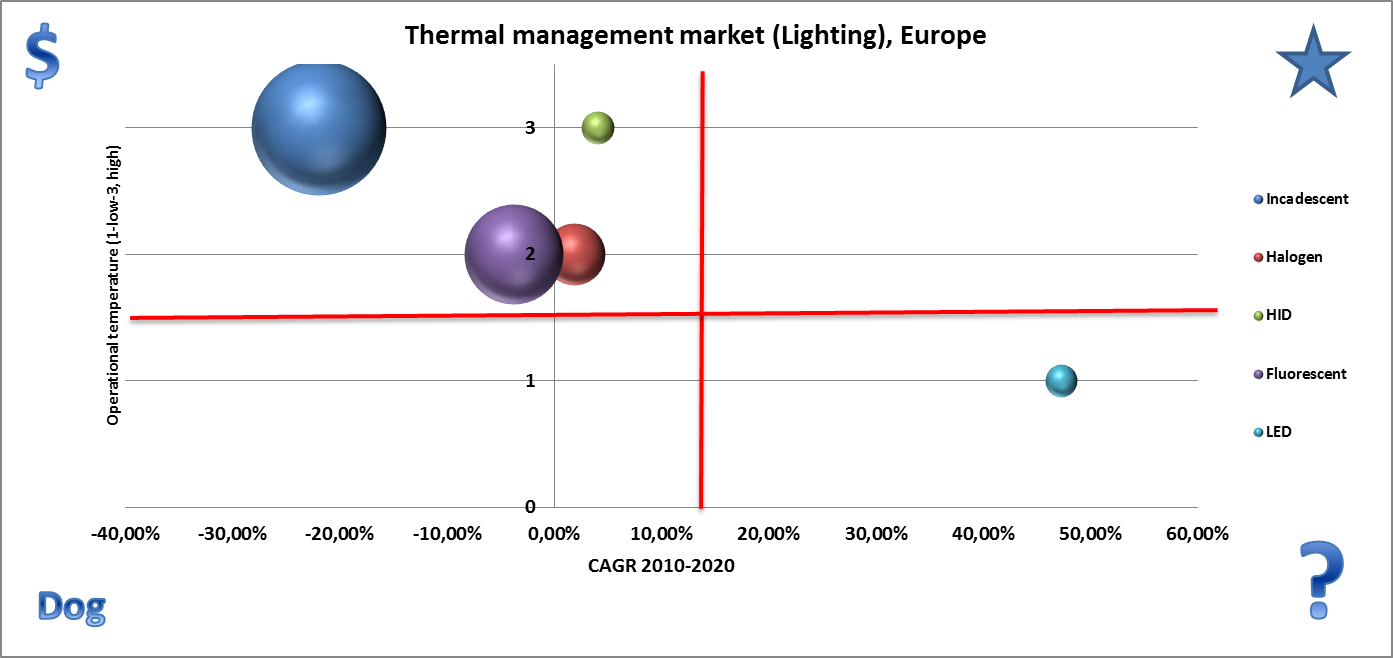 Thermal management market (Lighting), Europe
$
Operational temperature (1-low-3, high)
3
2
1
0
-40,00%
-30,00%
-20,00%
-10,00%
0,00%
10,00%
20,00%
30,00%
40,00%
50,00%
60,00%
CAGR 2010-2020
Incadescent
Halogen
HID
Fluorescent
LED
Dog
?